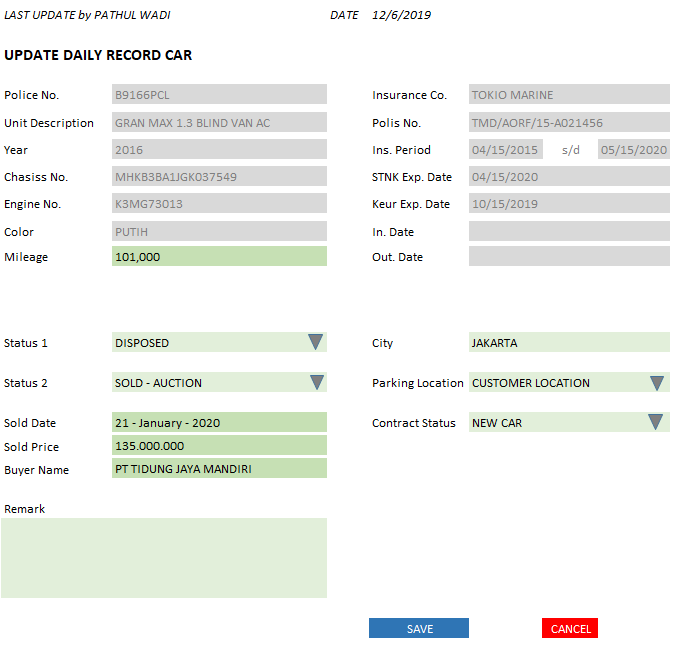 LAST UPDATE by PATHUL WADI DATE 12/6/2019
UPDATE DAILY RECORD CAR
Police No. B9166PCL Insurance Co. TOKIO MARINE
Unit Description GRAN MAX 1.3 BLIND VAN AC Polis No. TMD/AORF/15-A021456
Year 2016 Ins. Period 04/15/2015 s/d 05/15/2020
Chasiss No. MHKB3BA1JGK037549 STNK Exp. Date 04/15/2020
Engine No. K3MG73013 Keur Exp. Date 10/15/2019
Color PUTIH In. Date
Mileage 101,000 Out. Date
Status 1 DISPOSED City JAKARTA
Status 2 SOLD - AUCTION Parking Location CUSTOMER LOCATION
Sold Date 21 - January - 2020 Contract Status NEW CAR
Sold Price 135.000.000
Buyer Name PT TIDUNG JAYA MANDIRI
Remark
SAVE CANCEL